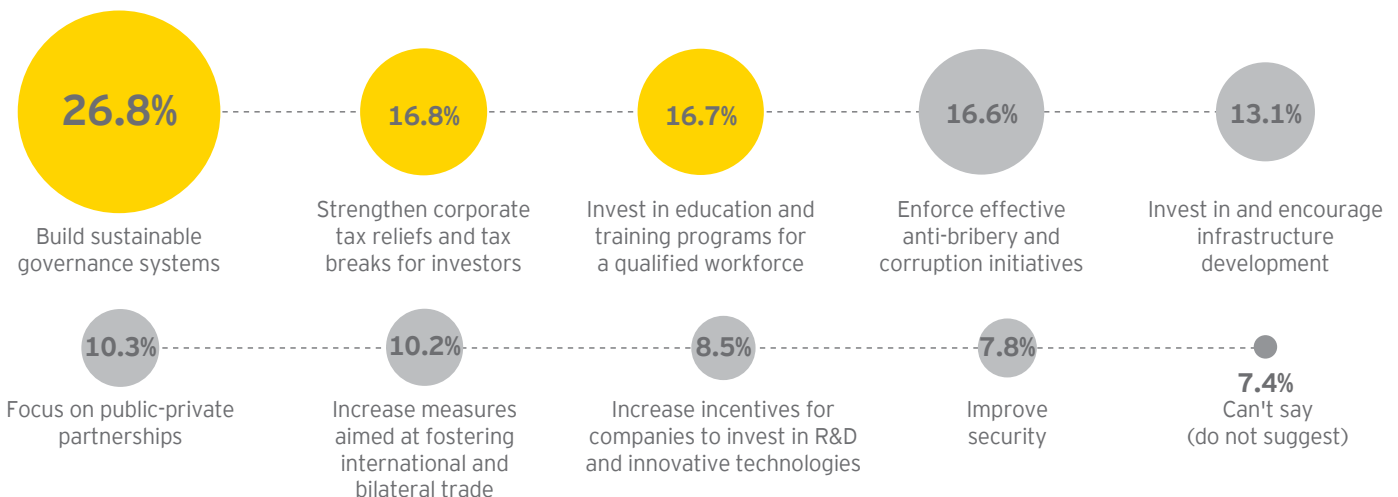 26.8%
16.8%
16.7%
16.6%
13.1%
Build sustainable
governance systems
Strengthen corporate
tax reliefs and tax
breaks for investors
Invest in education and
training programs for
a qualified workforce
Enforce effective
anti-bribery and
corruption initiatives
Invest in and encourage
infrastructure
development
10.3%
10.2%
8.5%
7.8%
7.4%
Focus on public-private
partnerships
Increase measures
aimed at fostering
international and
bilateral trade
Increase incentives for
companies to invest in R&D
and innovative technologies
Improve
security
Can't say
(do not suggest)